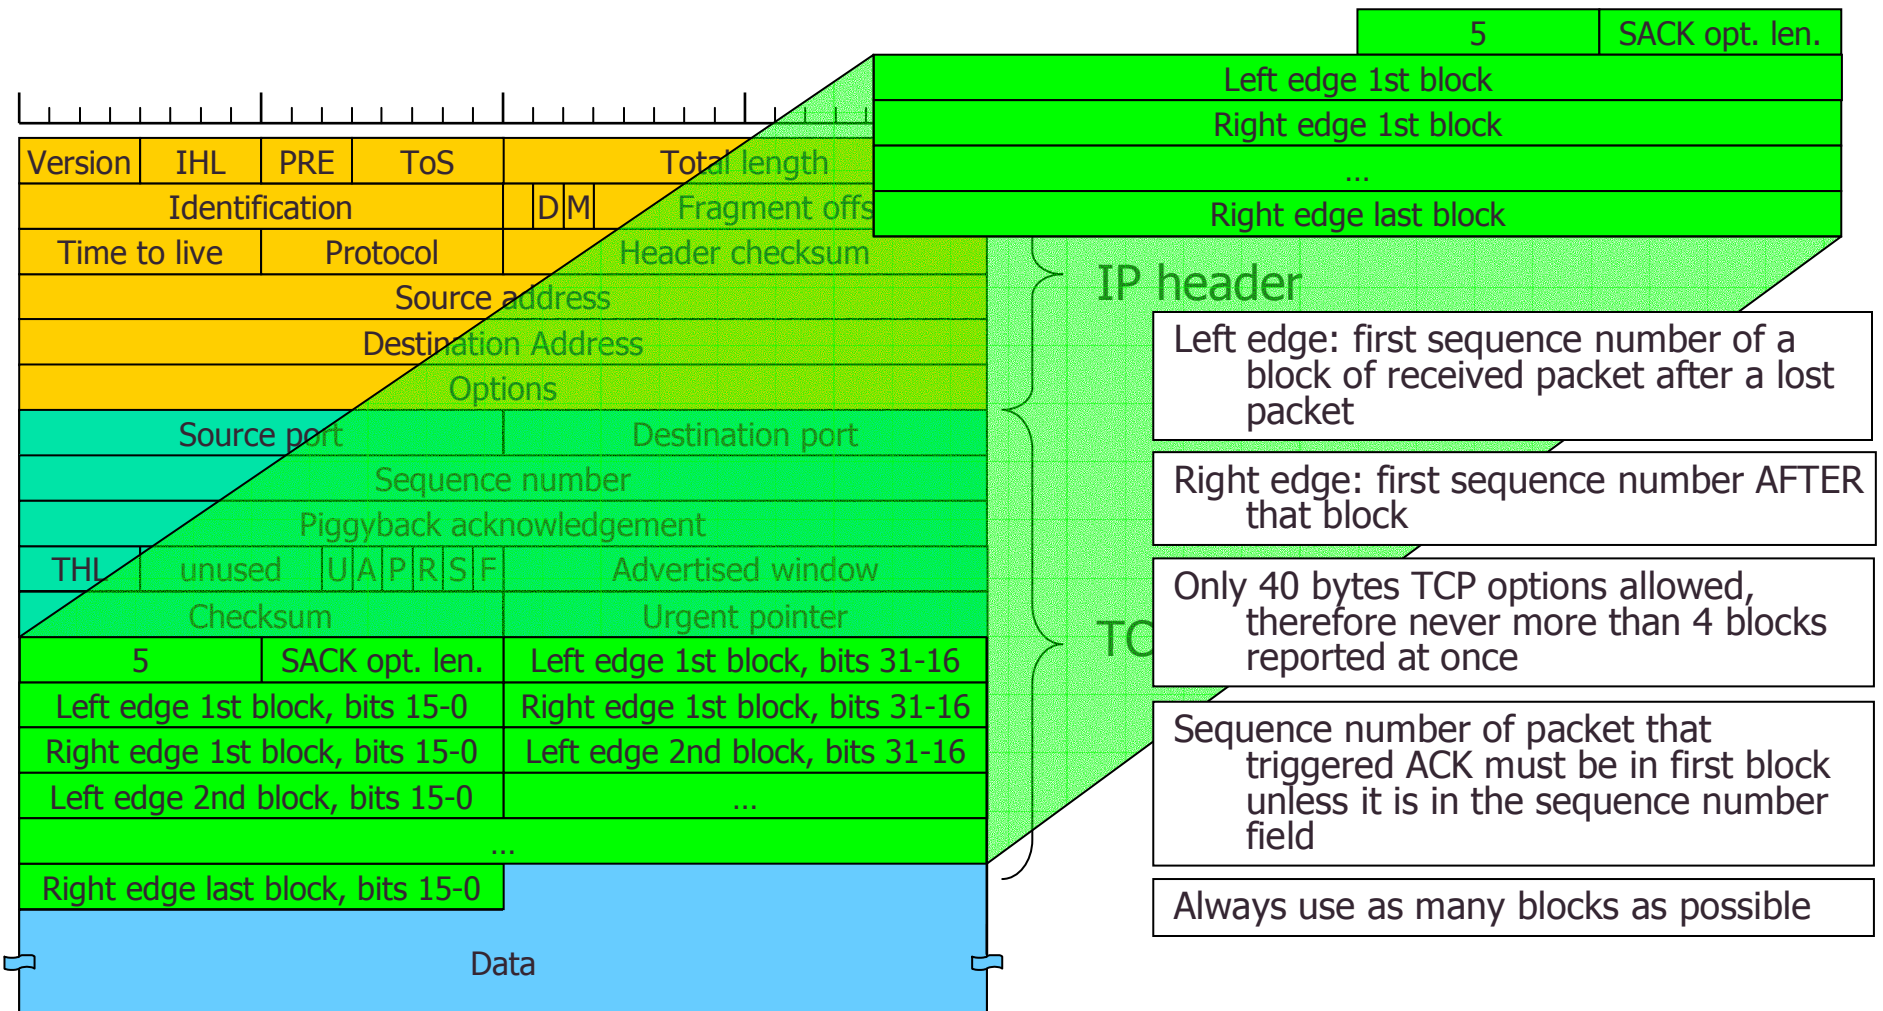 5 SACK opt. len.
Left edge 1st block
Right edge 1st block
...
Right edge last block
Version IHL PRE ToS Total length
Identification D M Fragment offs
Time to live Protocol Header checksum
Source address
Destination Address
Options
Source port Destination port
Sequence number
Piggyback acknowledgement
THL unused U A P R S F Advertised window
Checksum Urgent pointer
5 SACK opt. len. Left edge 1st block, bits 31-16
Left edge 1st block, bits 15-0 Right edge 1st block, bits 31-16
Right edge 1st block, bits 15-0 Left edge 2nd block, bits 31-16
Left edge 2nd block, bits 15-0 ...
...
Right edge last block, bits 15-0
Data
IP header
TC
Left edge: first sequence number of a
block of received packet after a lost
packet
Right edge: first sequence number AFTER
that block
Only 40 bytes TCP options allowed,
therefore never more than 4 blocks
reported at once
Sequence number of packet that
triggered ACK must be in first block
unless it is in the sequence number
field
Always use as many blocks as possible